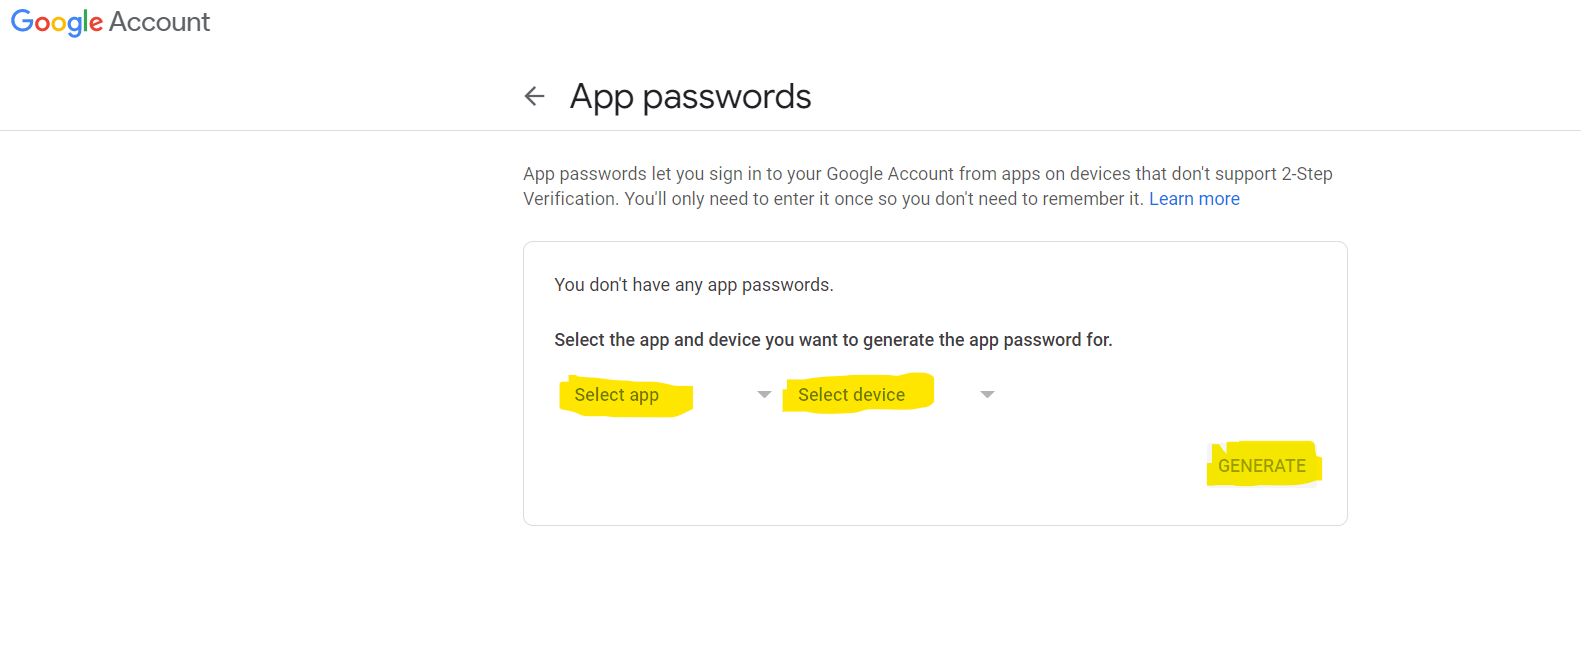 Google Account
App passwords
App passwords let you sign in to your Google Account from apps on devices that don't support 2-Step
Verification. You'll only need to enter it once so you don't need to remember it. Learn more
You don't have any app passwords.
Select the app and device you want to generate the app password for.
Select app Select device
GENERATE